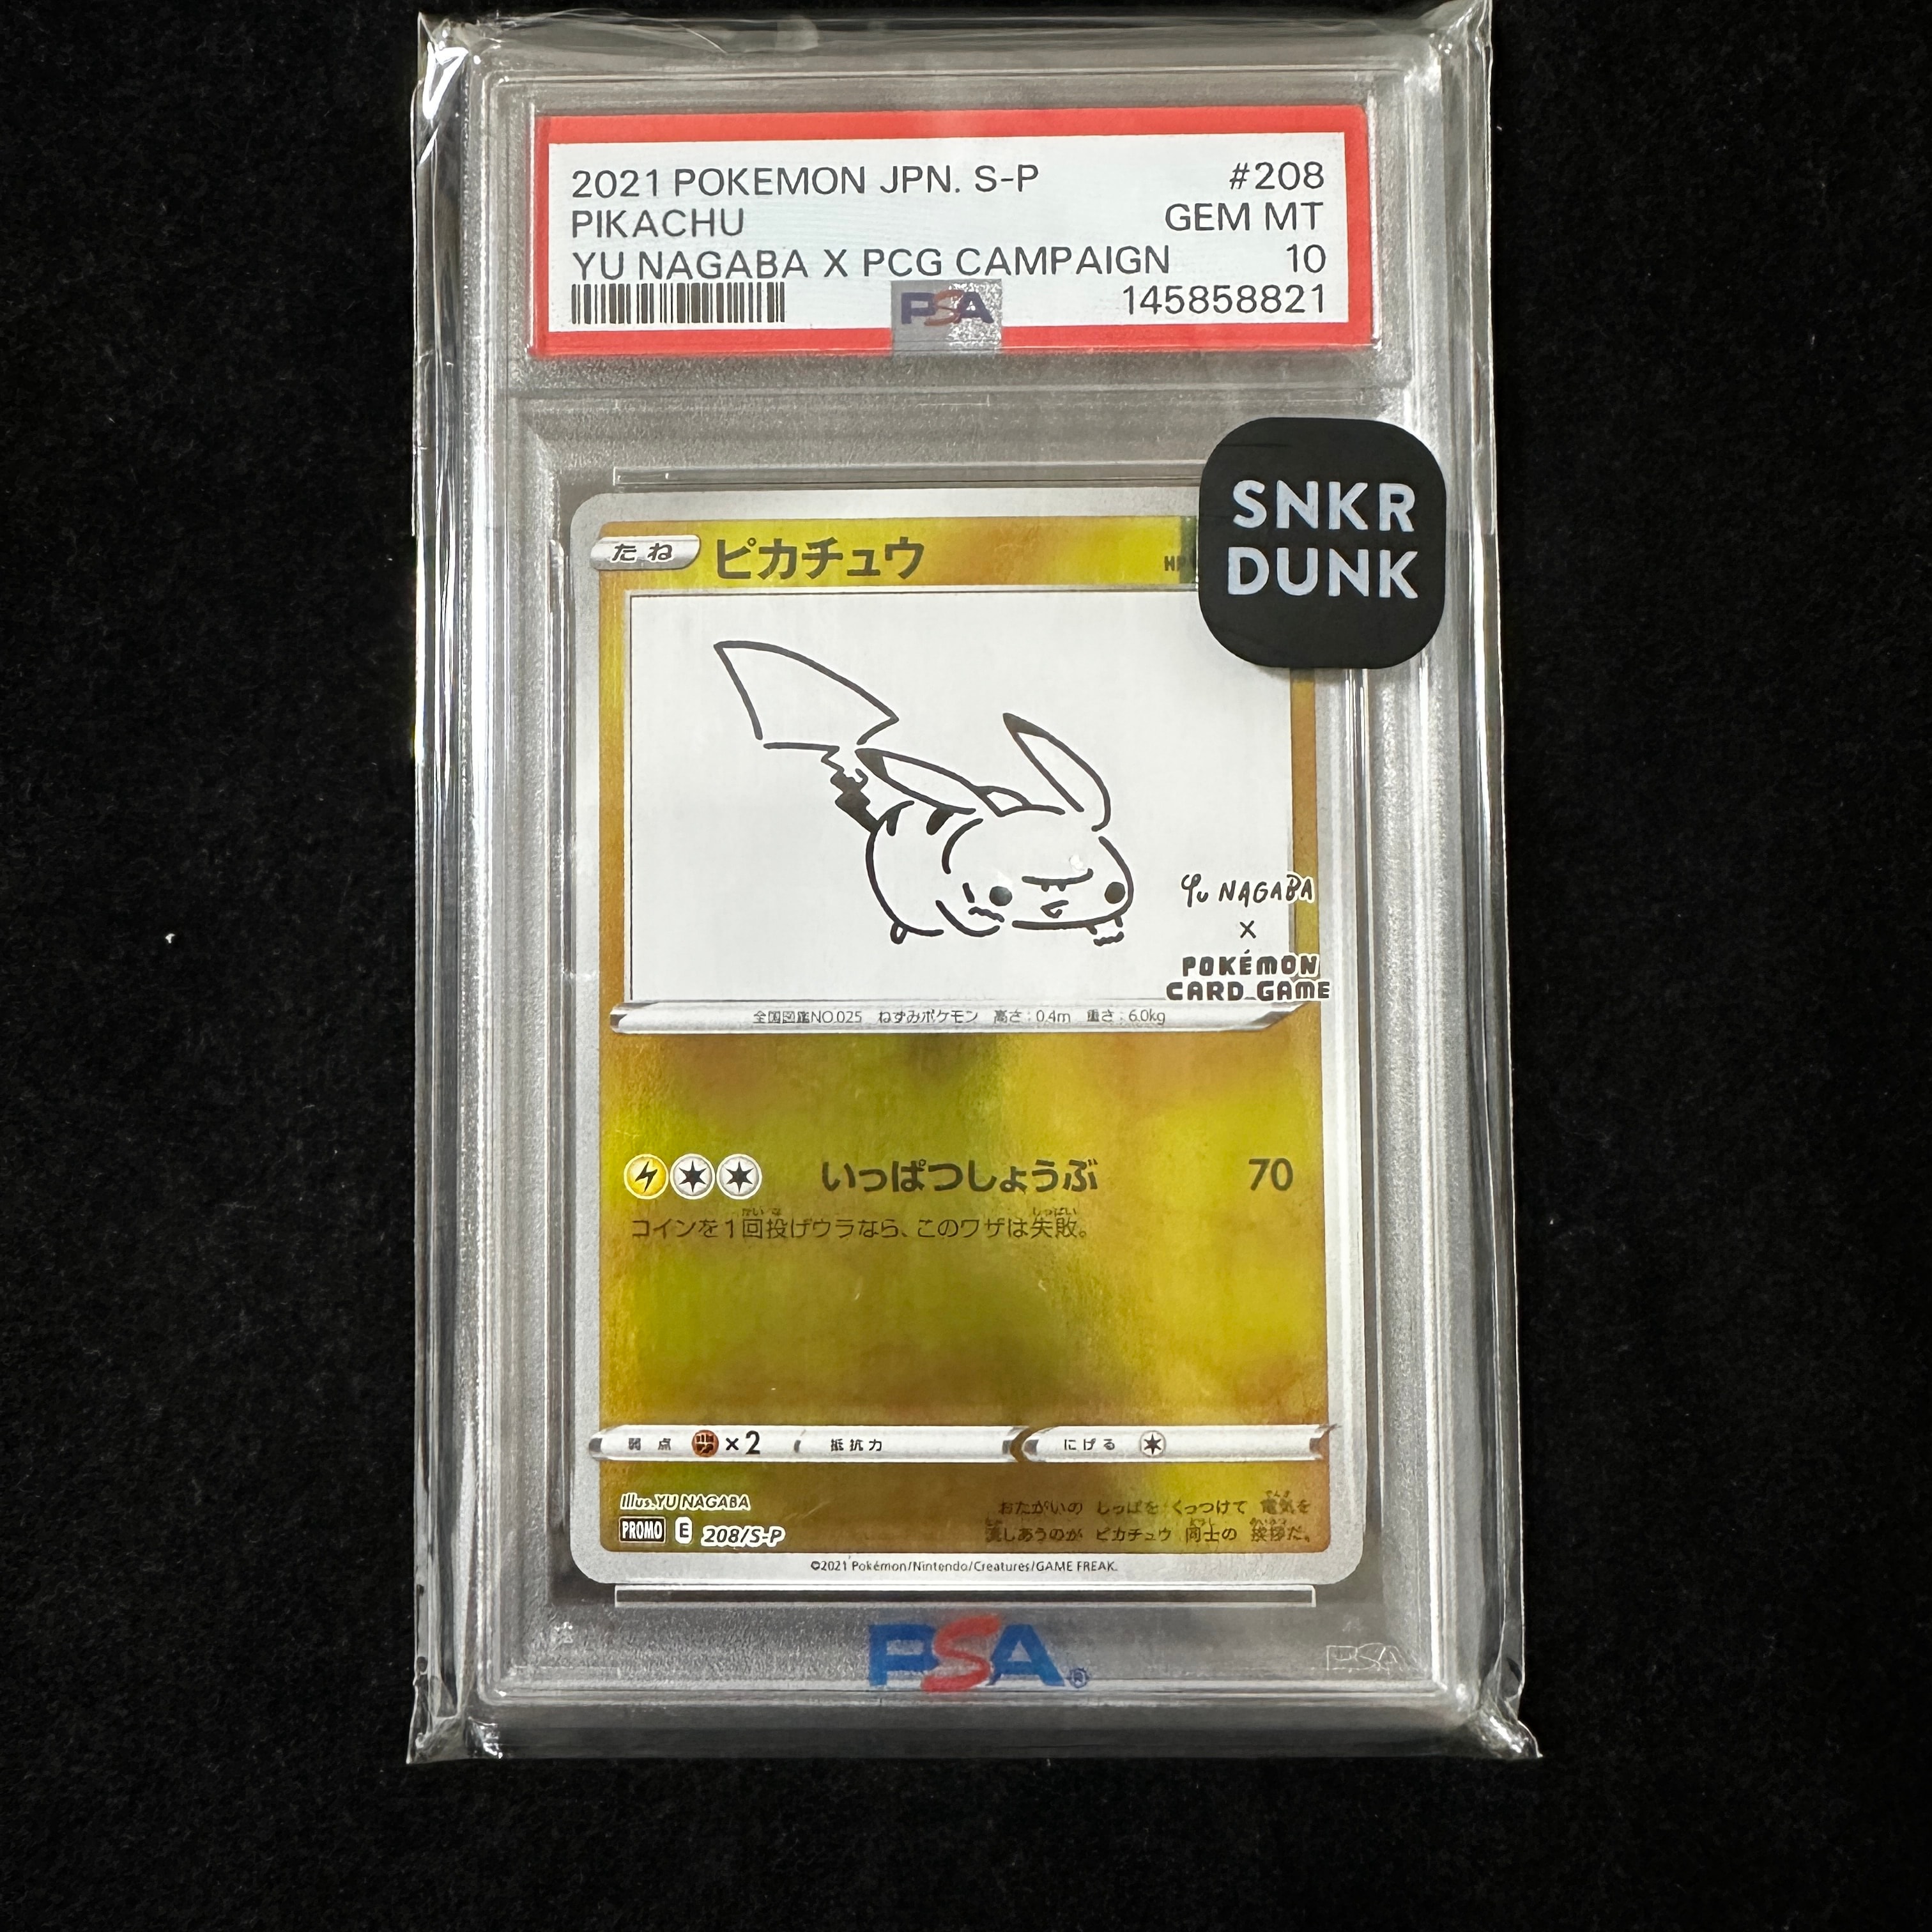 2021 POKEMON JPN. S-P #208
PIKACHU GEM MT
YU NAGABA X PCG CAMPAIGN 10
PSA 145858821
SNKR
DUNK
たね ピカチュウ HP
Yu NAGABA
X
POKÉMON
CARD GAME
全国図鑑NO.025 ねずみポケモン 高さ:0.4m 重さ:6.0kg
いっぱつしょうぶ 70
コインを1回投げウラなら、このワザは失敗。
弱点 ×2 抵抗力 にげる
Illus.YU NAGABA
おたがいの しっぽを くっつけて 電気を
PROMO E 208/S-P 流しあうのが ピカチュウ 同士の 挨拶だ。
©2021 Pokémon/Nintendo/Creatures/GAME FREAK.
PSA®
PSA